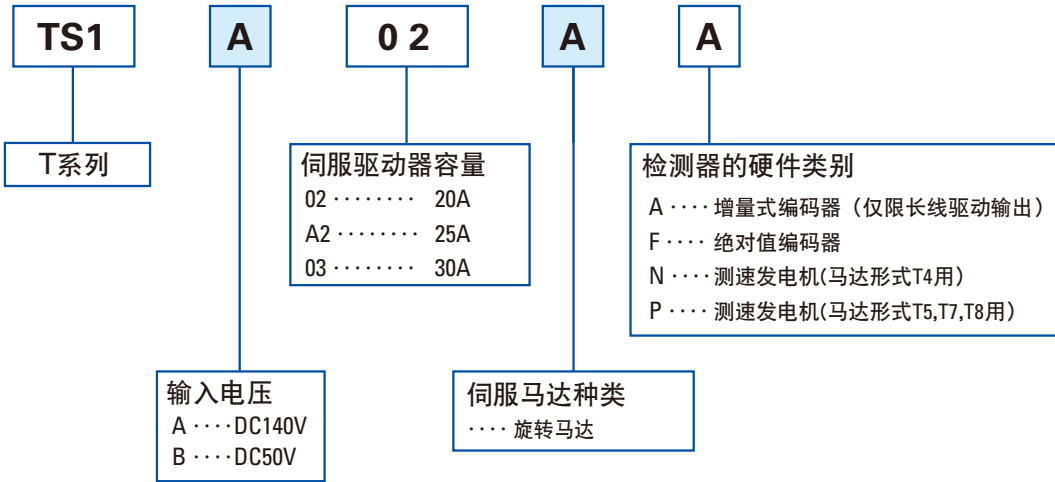 TS1 A 0 2 A A
T系列
伺服驱动器容量
02 ········ 20A
A2 ········ 25A
03 ········ 30A
检测器的硬件类别
A ···· 增量式编码器（仅限长线驱动输出）
F ···· 绝对值编码器
N ···· 测速发电机(马达形式T4用）
P ···· 测速发电机(马达形式T5,T7,T8用）
输入电压
A ····DC140V
B ····DC50V
伺服马达种类
···· 旋转马达